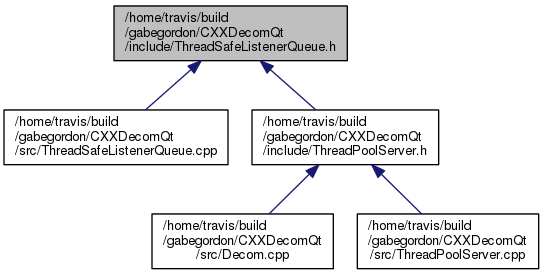 /home/travis/build
/gabegordon/CXXDecomQt
/include/ThreadSafeListenerQueue.h
/home/travis/build
/gabegordon/CXXDecomQt
/src/ThreadSafeListenerQueue.cpp
/home/travis/build
/gabegordon/CXXDecomQt
/include/ThreadPoolServer.h
/home/travis/build
/gabegordon/CXXDecomQt
/src/Decom.cpp
/home/travis/build
/gabegordon/CXXDecomQt
/src/ThreadPoolServer.cpp